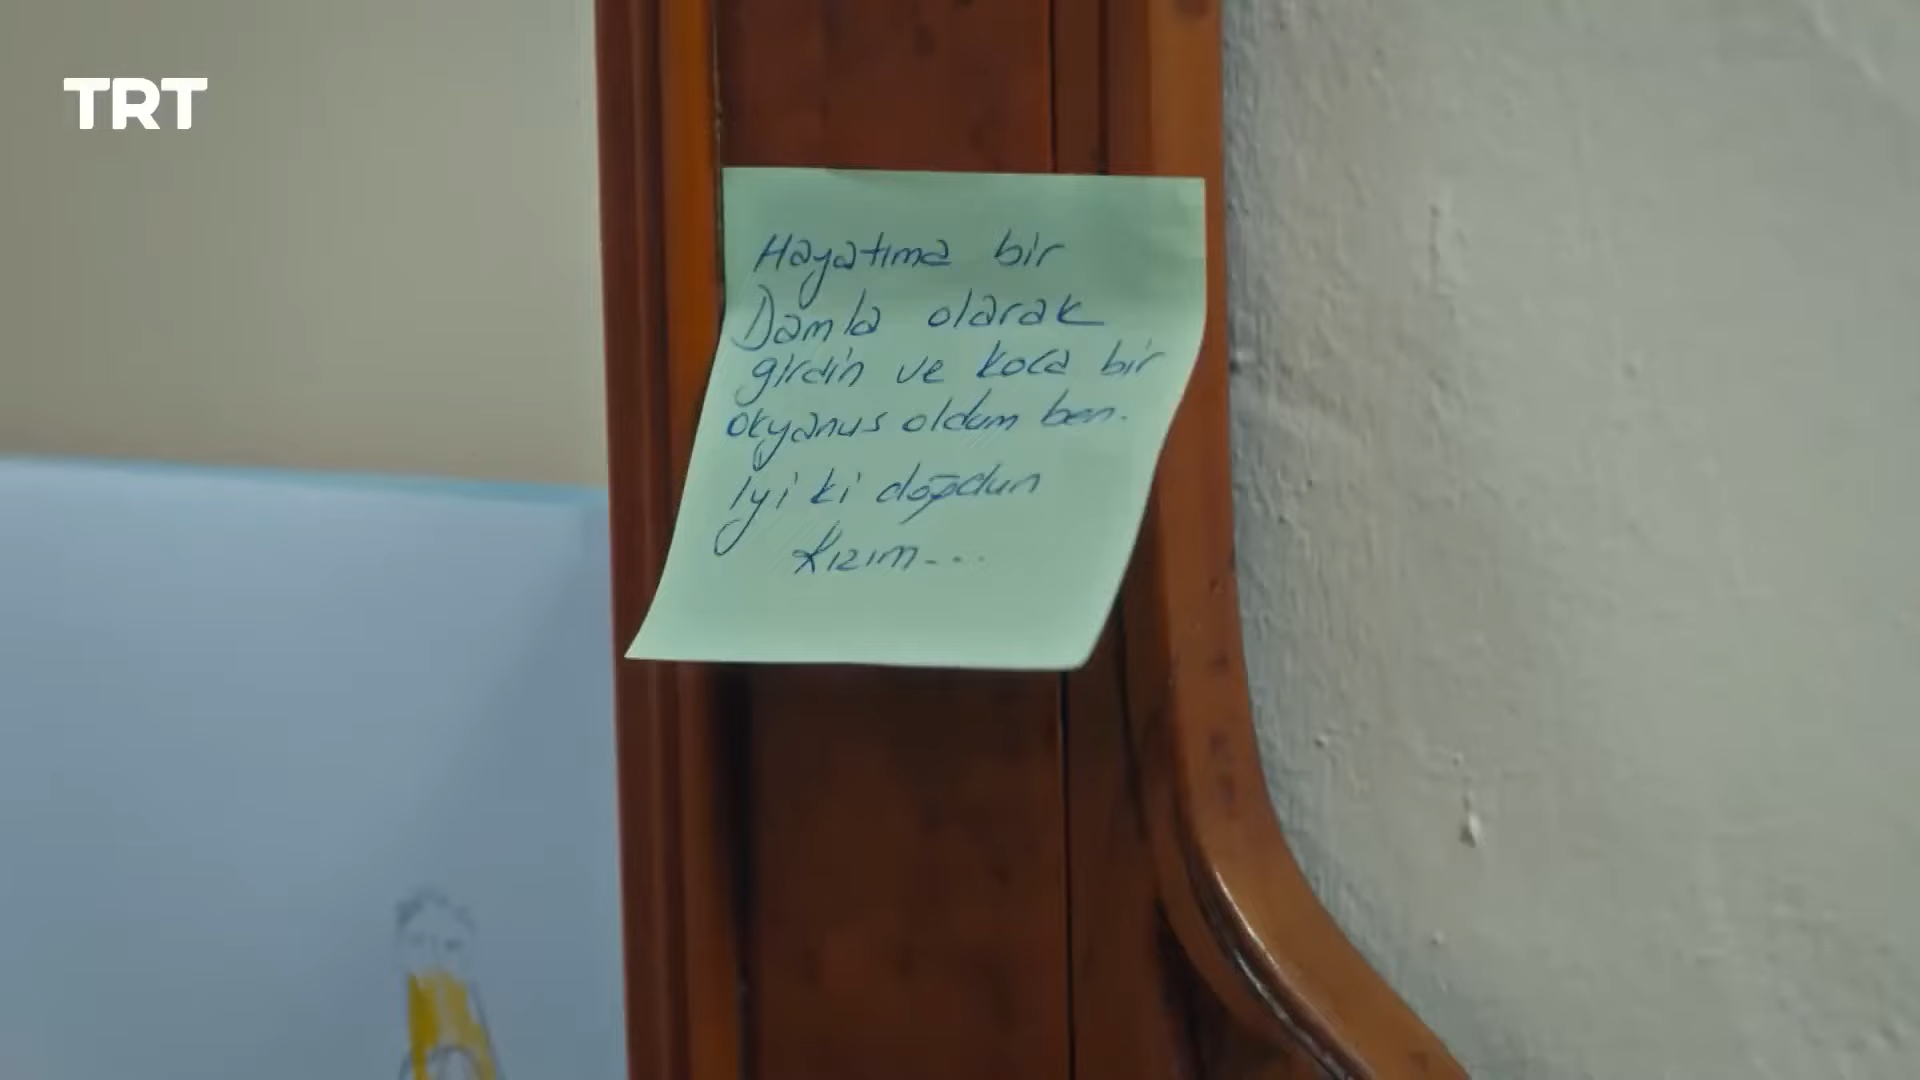 TRT
Hayatıma bir
Damla olarak
girdin ve koca bir
okyanus oldum ben.
İyi ki doğdun
Kızım...